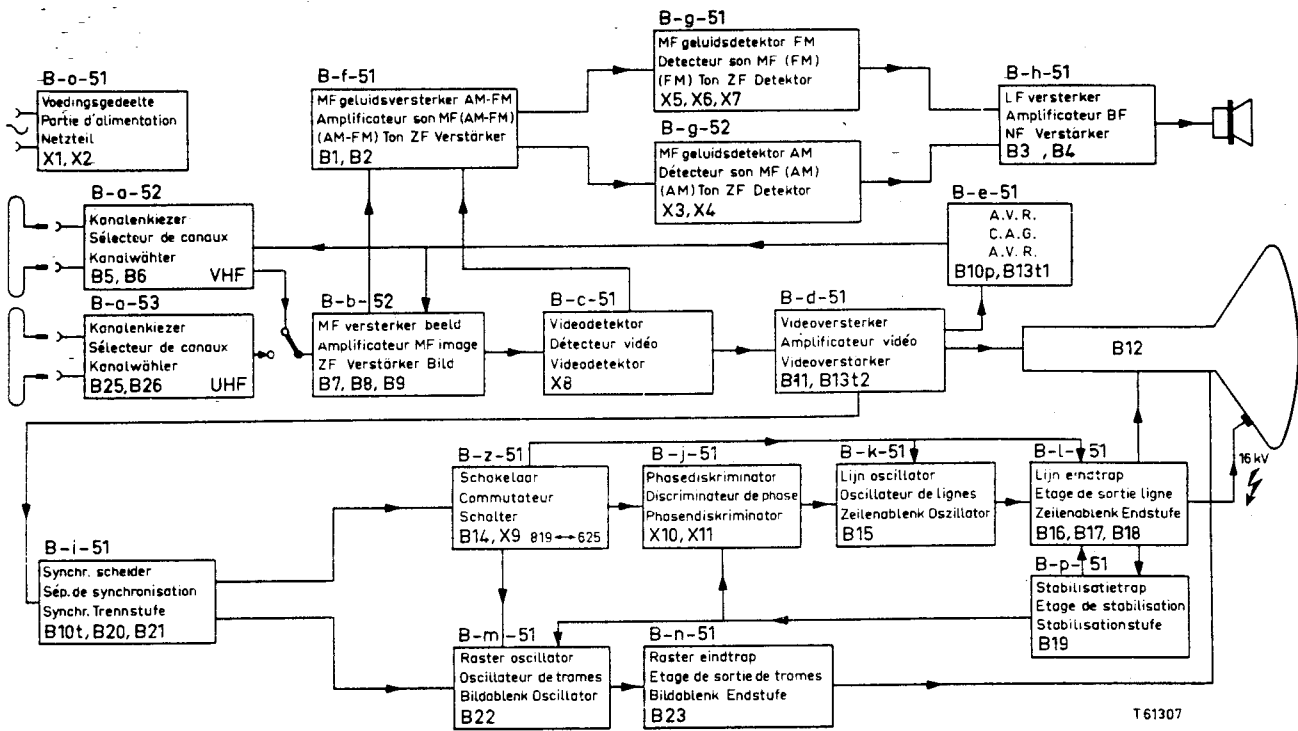 B-o-51
Voedingsgedeelte
Partie d'alimentation
Netzteil
X1, X2
B-f-51
MF geluidsversterker AM-FM
Amplificateur son MF (AM-FM)
(AM-FM) Ton ZF Verstärker
B1, B2
B-g-51
MF geluidsdetektor FM
Detecteur son MF (FM)
(FM) Ton ZF Detektor
X5, X6, X7
B-g-52
MF geluidsdetektor AM
Détecteur son MF (AM)
(AM) Ton ZF Detektor
X3, X4
B-h-51
LF versterker
Amplificateur BF
NF Verstärker
B3 , B4
B-a-52
Kanalenkiezer
Sélecteur de canaux
Kanalwähler
B5, B6 VHF
B-e-51
A.V.R.
C.A.G.
A.V.R.
B10p, B13t1
B-a-53
Kanalenkiezer
Sélecteur de canaux
Kanalwähler
B25, B26 UHF
B-b-52
MF versterker beeld
Amplificateur MF image
ZF Verstärker Bild
B7, B8, B9
B-c-51
Videodetektor
Détecteur vidéo
Videodetektor
X8
B-d-51
Videoversterker
Amplificateur vidéo
Videoverstarker
B11, B13t2
B12
16 kV
B-z-51
Schakelaar
Commutateur
Schalter
B14, X9 819↔625
B-j-51
Phasediskriminator
Discriminateur de phase
Phasendiskriminator
X10, X11
B-k-51
Lijn oscillator
Oscillateur de lignes
Zeilenablenk Oszillator
B15
B-l-51
Lijn eindtrap
Etage de sortie ligne
Zeilenablenk Endstufe
B16, B17, B18
B-i-51
Synchr. scheider
Sép. de synchronisation
Synchr. Trennstufe
B10t, B20, B21
B-p-51
Stabilisatietrap
Etage de stabilisation
Stabilisationstufe
B19
B-m-51
Raster oscillator
Oscillateur de trames
Bildablenk Oscillator
B22
B-n-51
Raster eindtrap
Etage de sortie de trames
Bildablenk Endstufe
B23
T61307